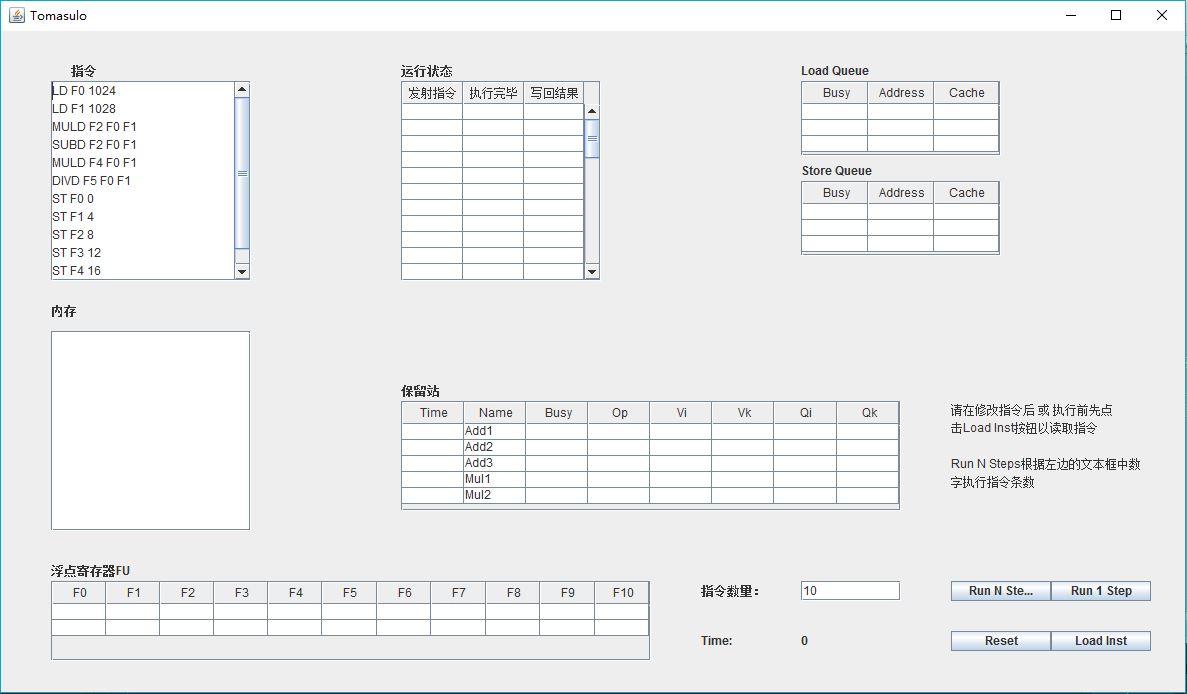 Tomasulo
指令
LD F0 1024
LD F1 1028
MULD F2 F0 F1
SUBD F2 F0 F1
MULD F4 F0 F1
DIVD F5 F0 F1
ST F0 0
ST F1 4
ST F2 8
ST F3 12
ST F4 16
运行状态
发射指令 执行完毕 写回结果
Load Queue
Busy Address Cache
Store Queue
Busy Address Cache
内存
保留站
Time Name Busy Op Vi Vk Qi Qk
Add1
Add2
Add3
Mul1
Mul2
请在修改指令后 或 执行前先点
击Load Inst按钮以读取指令
Run N Steps根据左边的文本框中数
字执行指令条数
浮点寄存器FU
F0 F1 F2 F3 F4 F5 F6 F7 F8 F9 F10
指令数量： 10 Run N Ste... Run 1 Step
Time: 0 Reset Load Inst